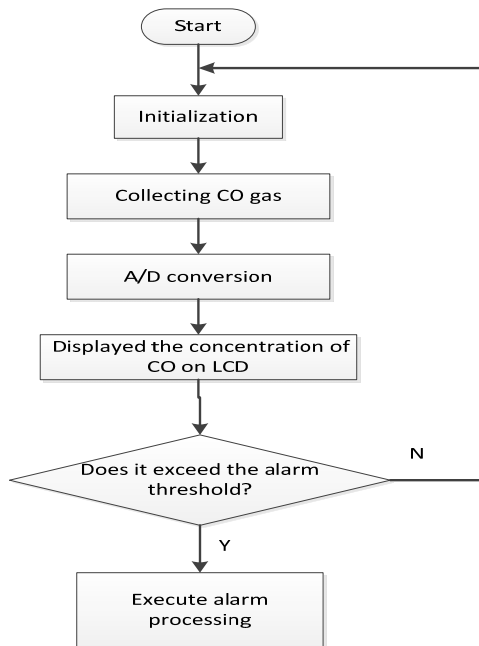 Start
Initialization
Collecting CO gas
A/D conversion
Displayed the concentration of
CO on LCD
Does it exceed the alarm
threshold?
N
Y
Execute alarm
processing